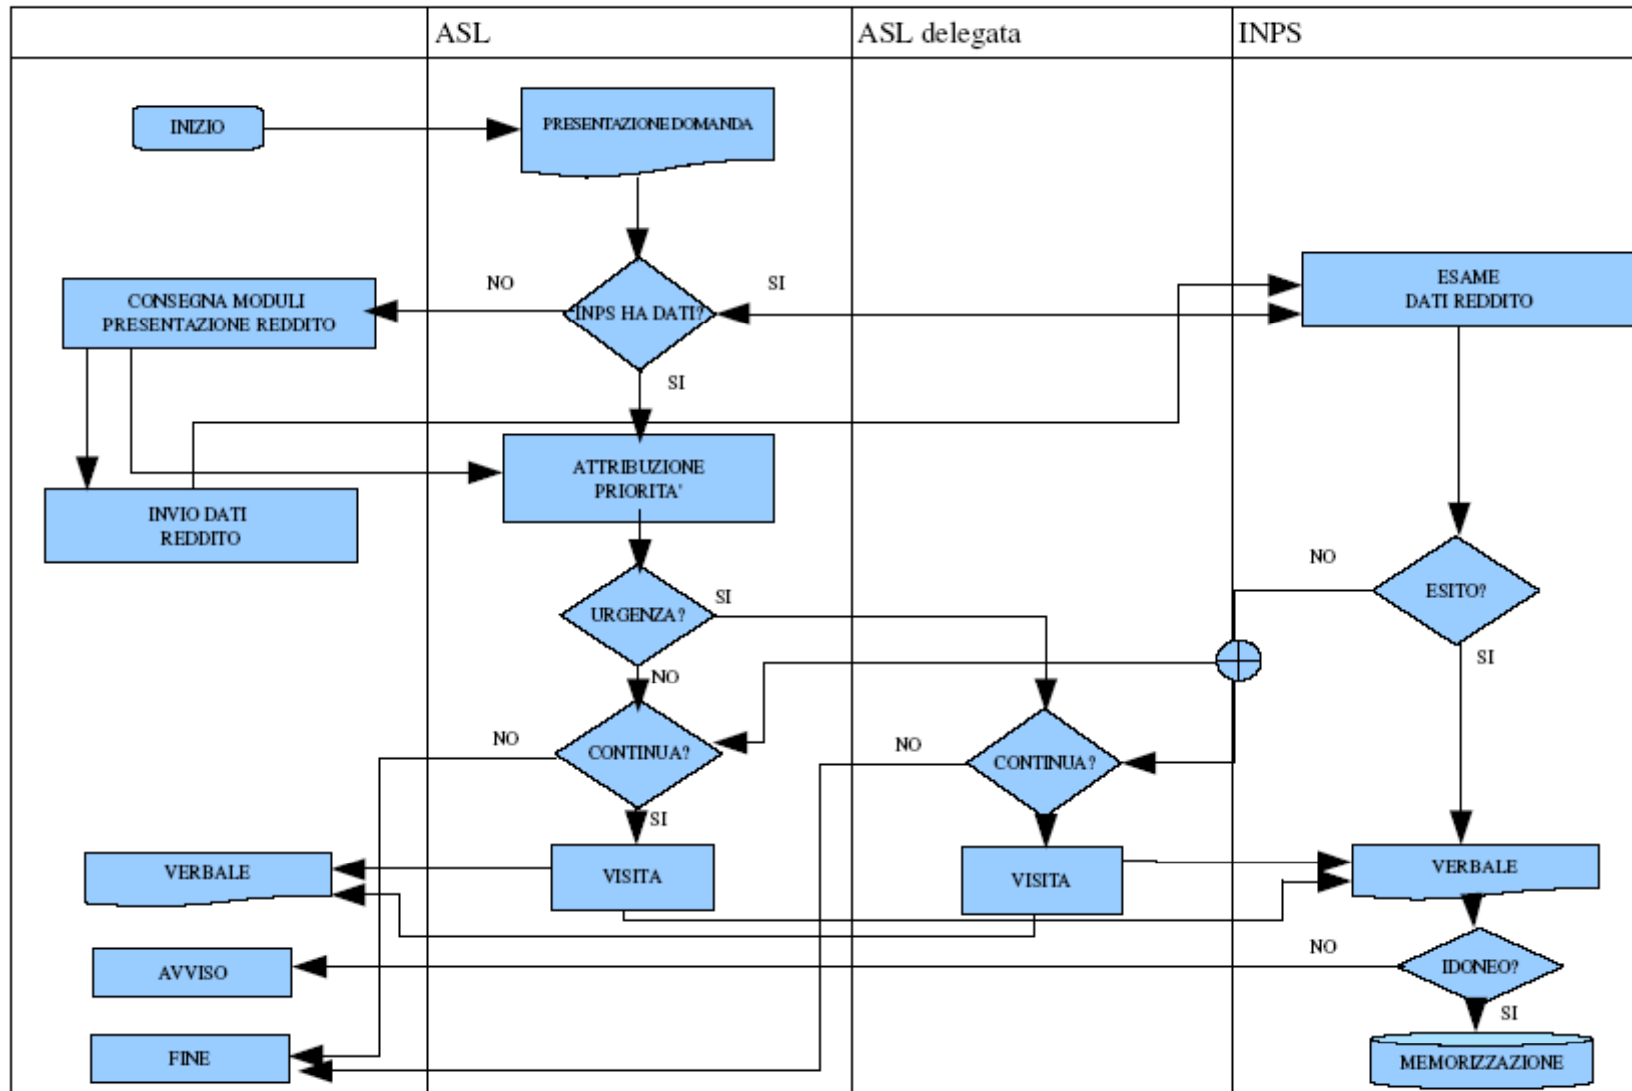 ASL
ASL delegata
INPS
INIZIO
PRESENTAZIONE DOMANDA
NO
INPS HA DATI?
SI
CONSEGNA MODULI
PRESENTAZIONE REDDITO
ESAME
DATI REDDITO
SI
ATTRIBUZIONE
PRIORITA'
INVIO DATI
REDDITO
NO
ESITO?
URGENZA?
SI
SI
NO
NO
CONTINUA?
NO
CONTINUA?
SI
VERBALE
VISITA
VISITA
VERBALE
NO
AVVISO
IDONEO?
SI
FINE
MEMORIZZAZIONE